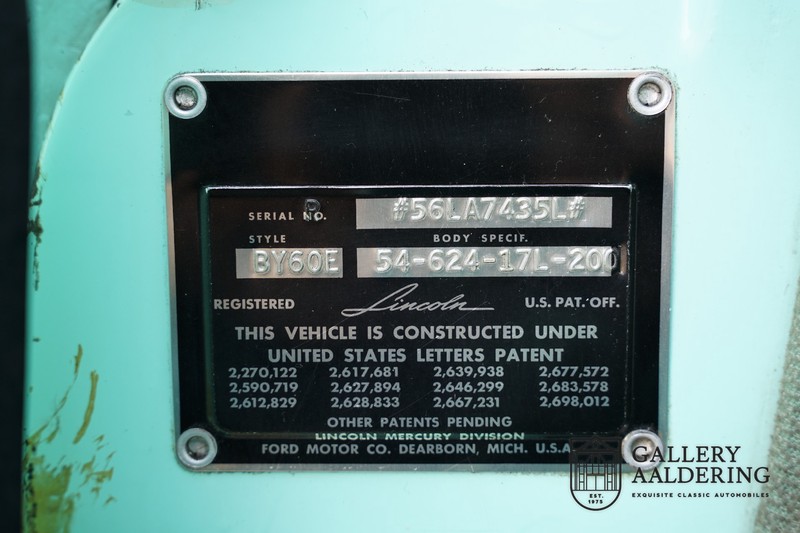 SERIAL NO. #56LA7435L#
STYLE BODY SPECIF.
BY60E 54-624-17L-200
REGISTERED Lincoln U.S. PAT. OFF.
THIS VEHICLE IS CONSTRUCTED UNDER
UNITED STATES LETTERS PATENT
2,270,122 2,617,681 2,639,938 2,677,572
2,590,719 2,627,894 2,646,299 2,683,578
2,612,829 2,628,833 2,667,231 2,698,012
OTHER PATENTS PENDING
LINCOLN MERCURY DIVISION
FORD MOTOR CO. DEARBORN, MICH. U.S.A.
GALLERY
AALDERING
EXQUISITE CLASSIC AUTOMOBILES
EST.
1975